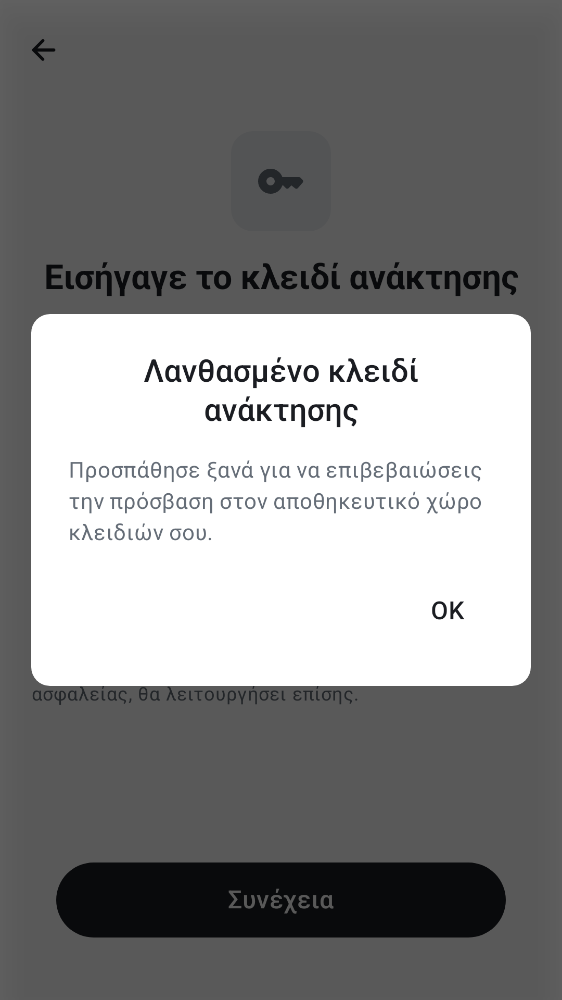 Εισήγαγε το κλειδί ανάκτησης
Λανθασμένο κλειδί
ανάκτησης
Προσπάθησε ξανά για να επιβεβαιώσεις
την πρόσβαση στον αποθηκευτικό χώρο
κλειδιών σου.
OK
ασφαλείας, θα λειτουργήσει επίσης.
Συνέχεια